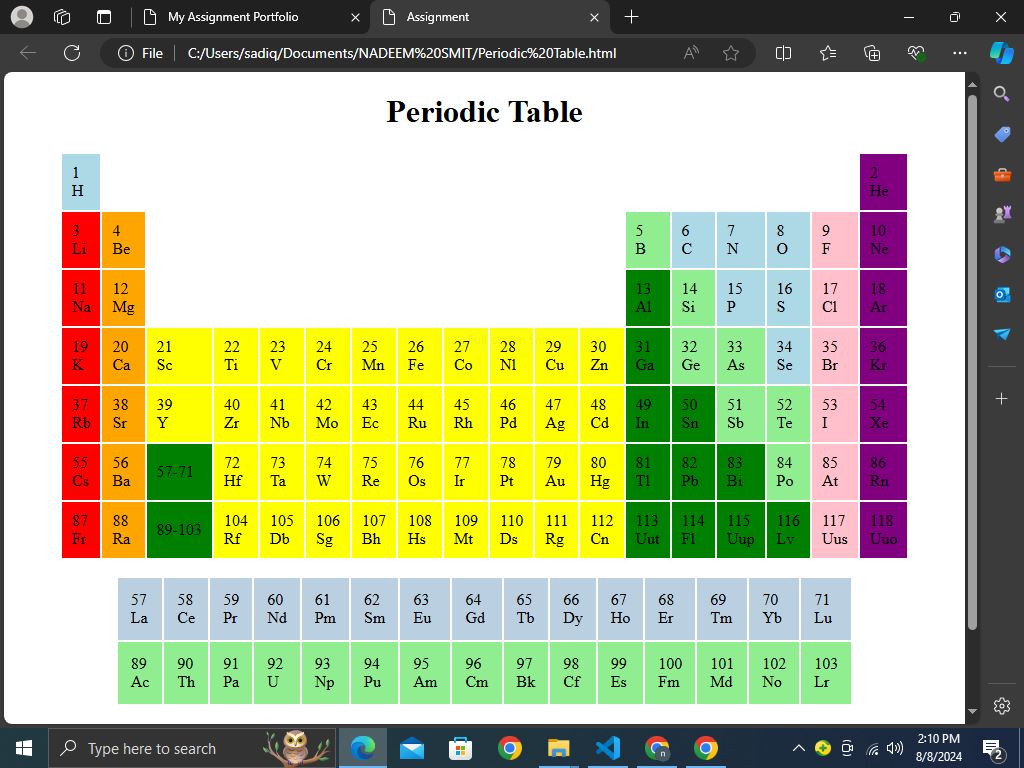 My Assignment Portfolio
Assignment
File
C:/Users/sadiq/Documents/NADEEM%20SMIT/Periodic%20Table.html
Periodic Table
1 2
H He
3 4 5 6 7 8 9 10
Li Be B C N O F Ne
11 12 13 14 15 16 17 18
Na Mg Al Si P S Cl Ar
19 20 21 22 23 24 25 26 27 28 29 30 31 32 33 34 35 36
K Ca Sc Ti V Cr Mn Fe Co Nl Cu Zn Ga Ge As Se Br Kr
37 38 39 40 41 42 43 44 45 46 47 48 49 50 51 52 53 54
Rb Sr Y Zr Nb Mo Ec Ru Rh Pd Ag Cd In Sn Sb Te I Xe
55 56 57-71 72 73 74 75 76 77 78 79 80 81 82 83 84 85 86
Cs Ba Hf Ta W Re Os Ir Pt Au Hg Tl Pb Bi Po At Rn
87 88 89-103 104 105 106 107 108 109 110 111 112 113 114 115 116 117 118
Fr Ra Rf Db Sg Bh Hs Mt Ds Rg Cn Uut Fl Uup Lv Uus Uuo
57 58 59 60 61 62 63 64 65 66 67 68 69 70 71
La Ce Pr Nd Pm Sm Eu Gd Tb Dy Ho Er Tm Yb Lu
89 90 91 92 93 94 95 96 97 98 99 100 101 102 103
Ac Th Pa U Np Pu Am Cm Bk Cf Es Fm Md No Lr
Type here to search
2:10 PM
8/8/2024
2